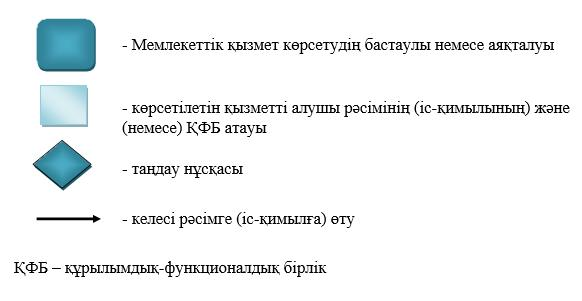 - Мемлекеттік қызмет көрсетудің басталуы немесе аяқталуы
- көрсетілетін қызметті алушы рәсімінің (іс-қимылының) және
(немесе) ҚФБ атауы
- таңдау нұсқасы
- келесі рәсімге (іс-қимылға) өту
ҚФБ – құрылымдық-функционалдық бірлік